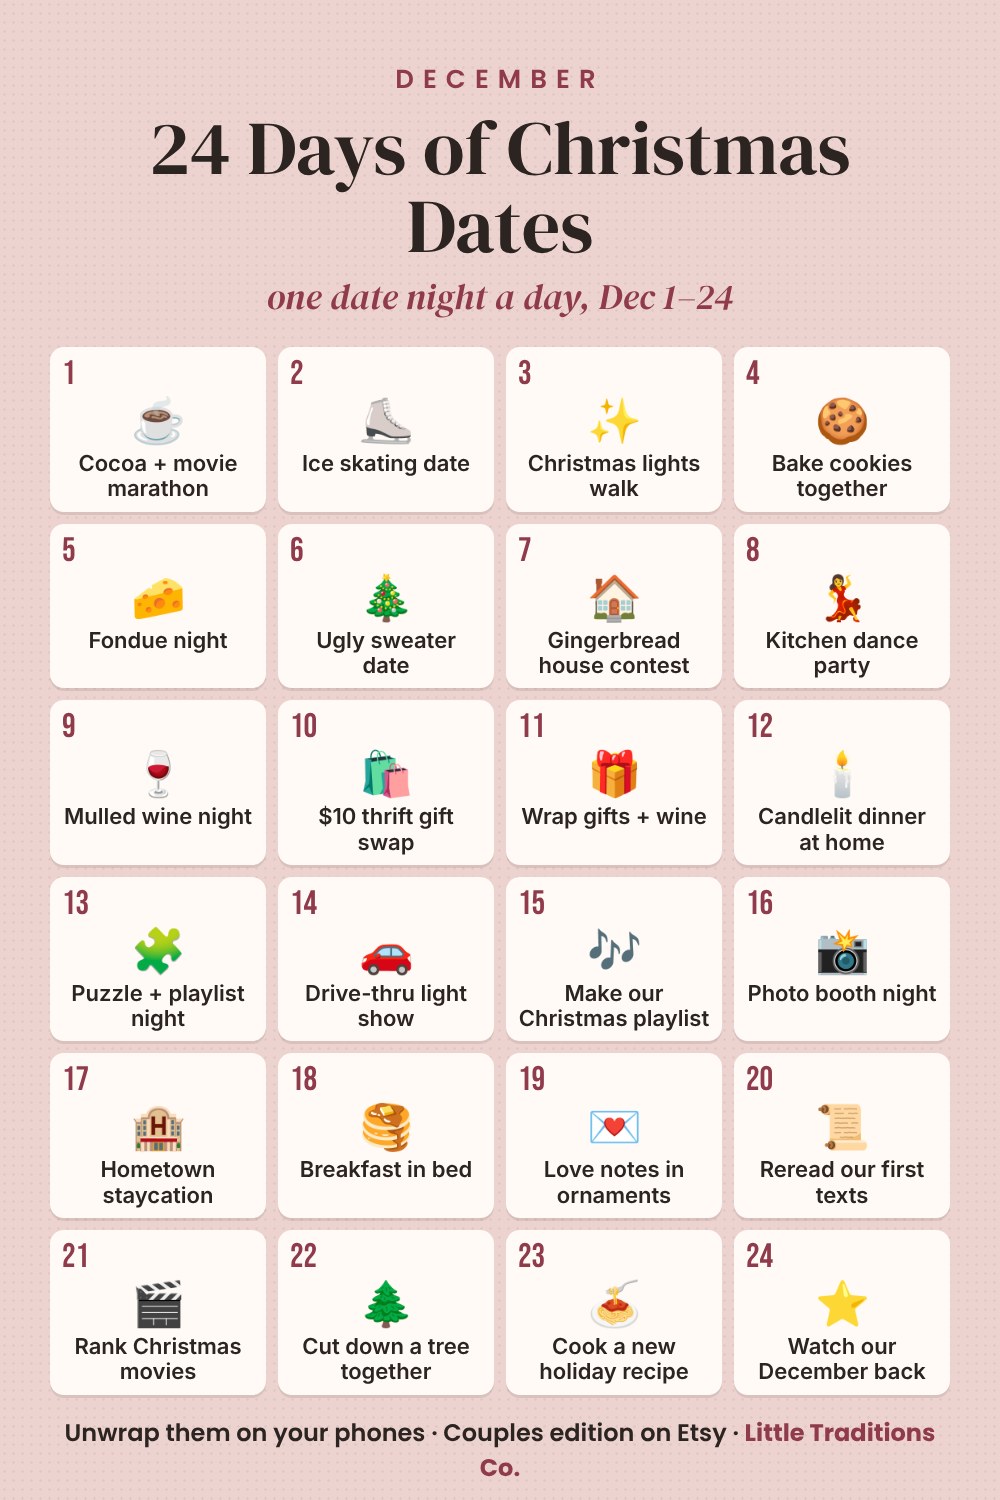 DECEMBER
24 Days of Christmas
Dates
one date night a day, Dec 1–24
1
Cocoa + movie
marathon
2
Ice skating date
3
Christmas lights
walk
4
Bake cookies
together
5
Fondue night
6
Ugly sweater
date
7
Gingerbread
house contest
8
Kitchen dance
party
9
Mulled wine night
10
$10 thrift gift
swap
11
Wrap gifts + wine
12
Candlelit dinner
at home
13
Puzzle + playlist
night
14
Drive-thru light
show
15
Make our
Christmas playlist
16
Photo booth night
17
H
Hometown
staycation
18
Breakfast in bed
19
Love notes in
ornaments
20
Reread our first
texts
21
Rank Christmas
movies
22
Cut down a tree
together
23
Cook a new
holiday recipe
24
Watch our
December back
Unwrap them on your phones · Couples edition on Etsy · Little Traditions
Co.